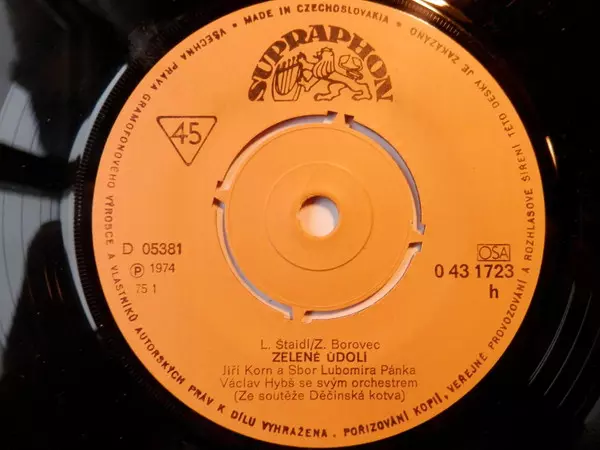 VŠECHNA PRÁVA GRAMOFONOVÉHO VÝROBCE A VLASTNÍKŮ AUTORSKÝCH PRÁV K DÍLU VYHRAŽENA. POŘIZOVÁNÍ KOPIÍ, VEŘEJNÉ PROVOZOVÁNÍ A ROZHLASOVÉ ŠÍŘENÍ TÉTO DESKY JE ZAKÁZÁNO
MADE IN CZECHOSLOVAKIA
SUPRAPHON
45
D 05381
℗ 1974
75 1
OSA
0 43 1723
h
L. Štaidl/Z. Borovec
ZELENÉ ÚDOLÍ
Jiří Korn a Sbor Lubomíra Pánka
Václav Hybš se svým orchestrem
(Ze soutěže Děčínská kotva)